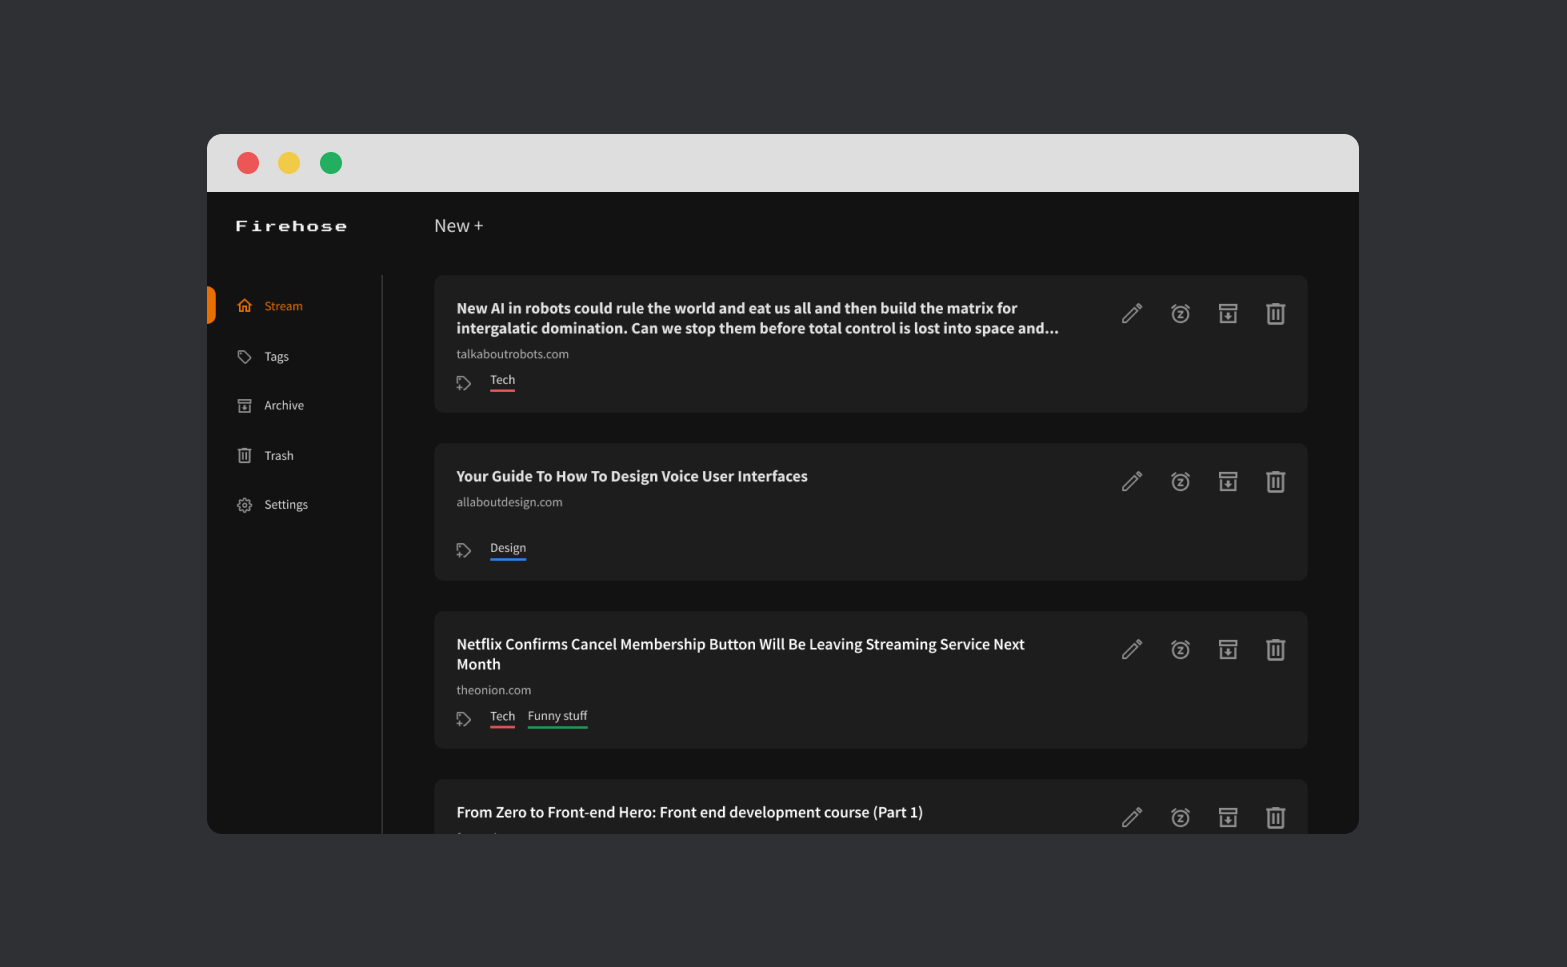 Firehose
New +
Stream
Tags
Archive
Trash
Settings
New AI in robots could rule the world and eat us all and then build the matrix for
intergalatic domination. Can we stop them before total control is lost into space and...
talkaboutrobots.com
Tech
Your Guide To How To Design Voice User Interfaces
allaboutdesign.com
Design
Netflix Confirms Cancel Membership Button Will Be Leaving Streaming Service Next
Month
theonion.com
Tech Funny stuff
From Zero to Front-end Hero: Front end development course (Part 1)